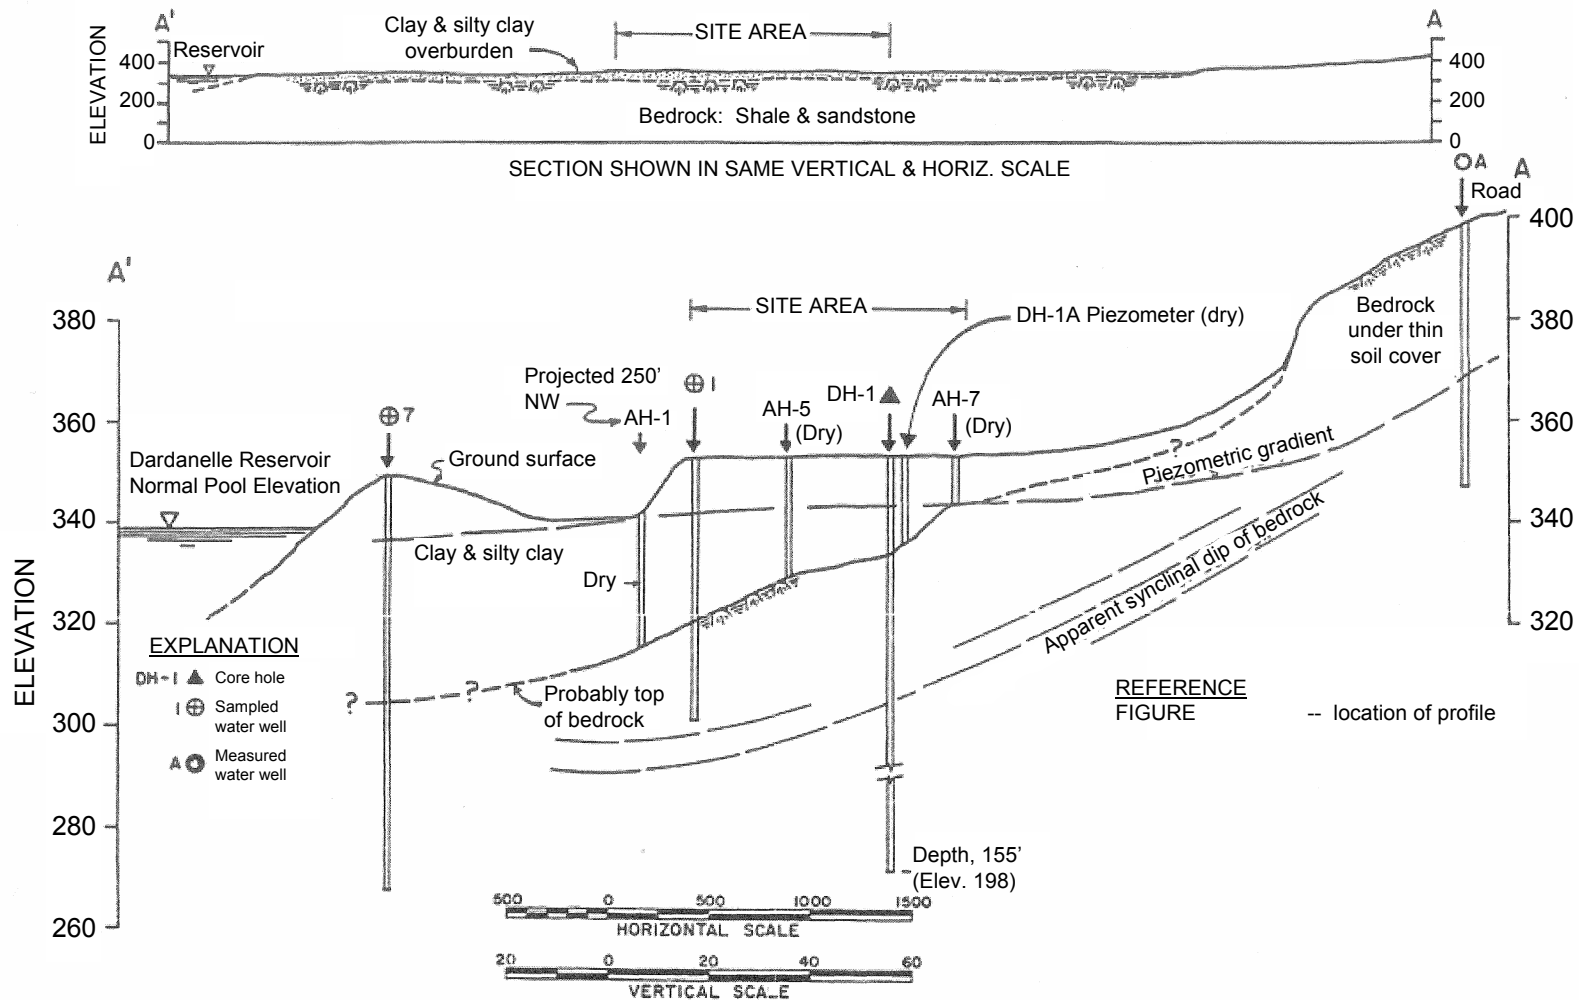 A'
A
Clay & silty clay
overburden
SITE AREA
Reservoir
ELEVATION
400
200
0
400
200
0
Bedrock: Shale & sandstone
SECTION SHOWN IN SAME VERTICAL & HORIZ. SCALE
A
A
Road
A'
400
380
360
340
320
SITE AREA
DH-1A Piezometer (dry)
Bedrock
under thin
soil cover
Projected 250'
NW
AH-1
1
AH-5
(Dry)
DH-1
AH-7
(Dry)
7
Ground surface
Dardanelle Reservoir
Normal Pool Elevation
?
Piezometric gradient
Clay & silty clay
Dry
Apparent synclinal dip of bedrock
ELEVATION
380
360
340
320
300
280
260
EXPLANATION
DH-1 Core hole
1 Sampled
water well
A Measured
water well
?
?
Probably top
of bedrock
REFERENCE
FIGURE
-- location of profile
Depth, 155'
(Elev. 198)
500 0 500 1000 1500
HORIZONTAL SCALE
20 0 20 40 60
VERTICAL SCALE